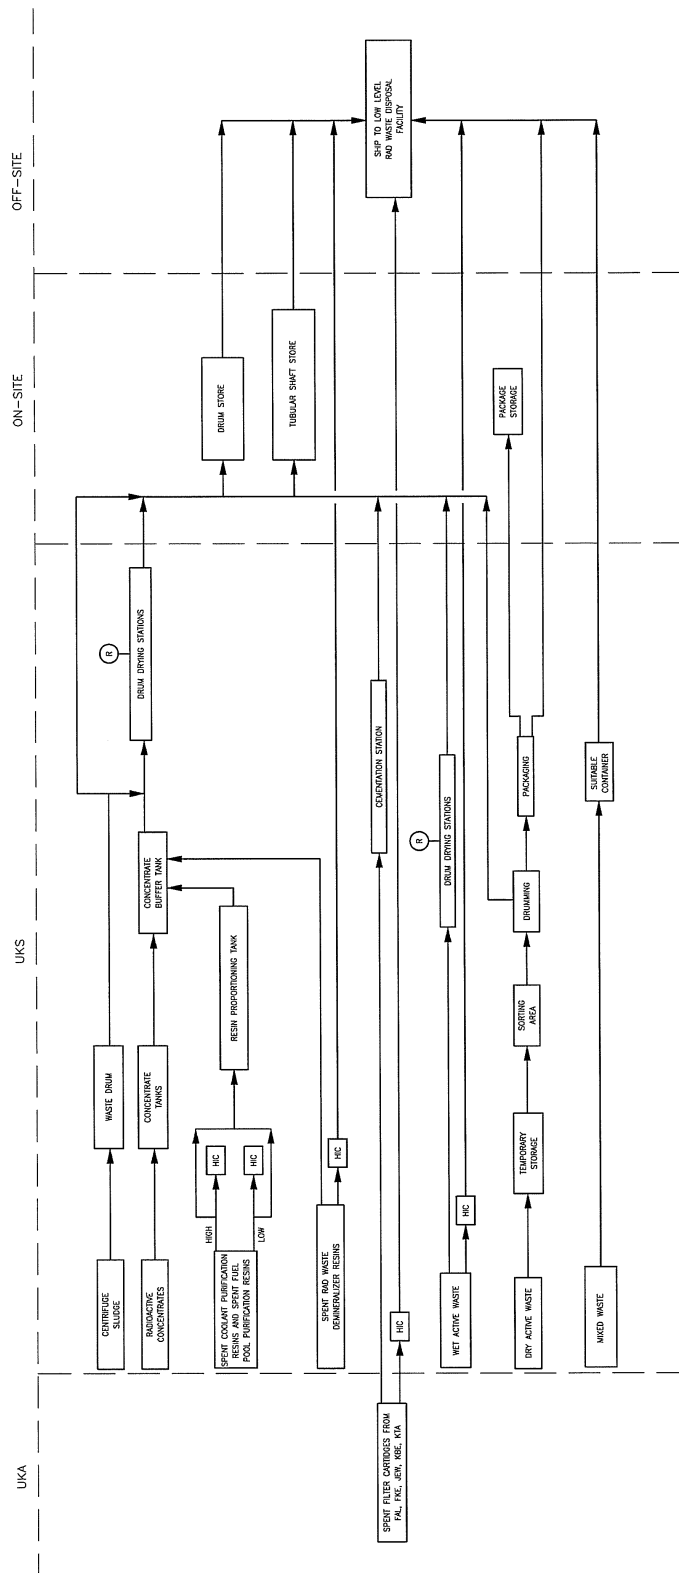 UKA
UKS
ON-SITE
OFF-SITE
CENTRIFUGE
SLUDGE
WASTE DRUM
RADIOACTIVE
CONCENTRATES
CONCENTRATE
TANKS
CONCENTRATE
BUFFER TANK
R
DRUM DRYING STATIONS
SPENT COOLANT PURIFICATION
RESINS AND SPENT FUEL
POOL PURIFICATION RESINS
HIGH
LOW
HIC
HIC
RESIN PROPORTIONING TANK
DRUM STORE
TUBULAR SHAFT STORE
SPENT RAD WASTE
DEMINERALIZER RESINS
HIC
SPENT FILTER CARTIDGES FROM
FAL, FKE, JEW, KBE, KTA
HIC
CEMENTATION STATION
SHIP TO LOW LEVEL
RAD WASTE DISPOSAL
FACILITY
WET ACTIVE WASTE
HIC
R
DRUM DRYING STATIONS
DRY ACTIVE WASTE
TEMPORARY
STORAGE
SORTING
AREA
DRUMMING
PACKAGING
PACKAGE
STORAGE
MIXED WASTE
SUITABLE
CONTAINER